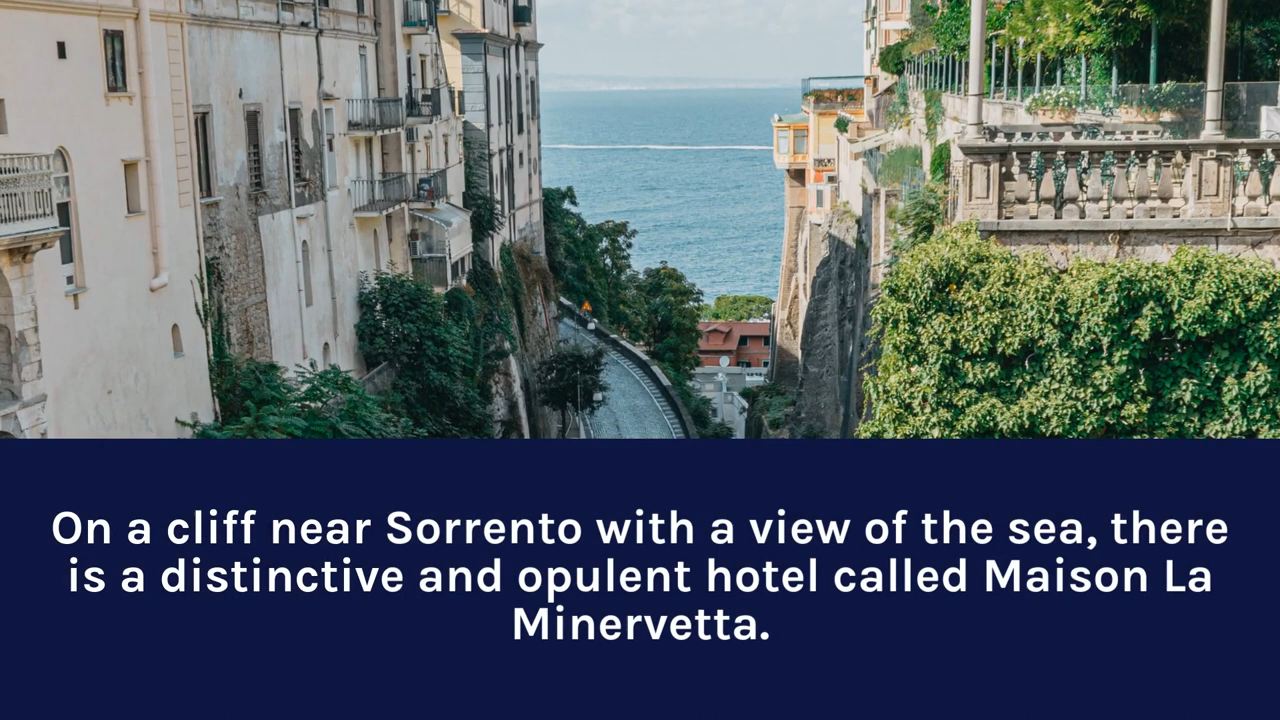 On a cliff near Sorrento with a view of the sea, there
is a distinctive and opulent hotel called Maison La
Minervetta.